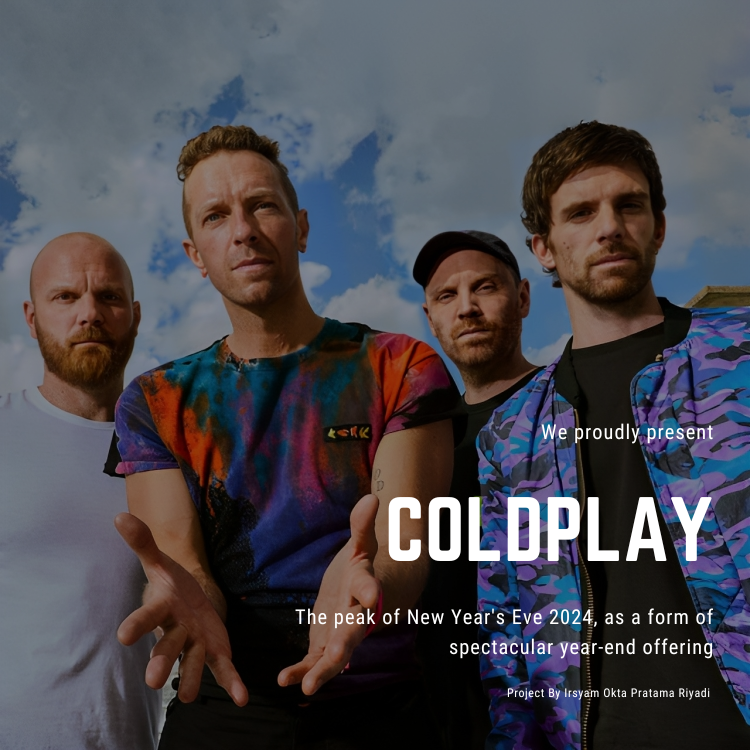 We proudly present
COLDPLAY
The peak of New Year's Eve 2024, as a form of
spectacular year-end offering
Project By Irsyam Okta Pratama Riyadi